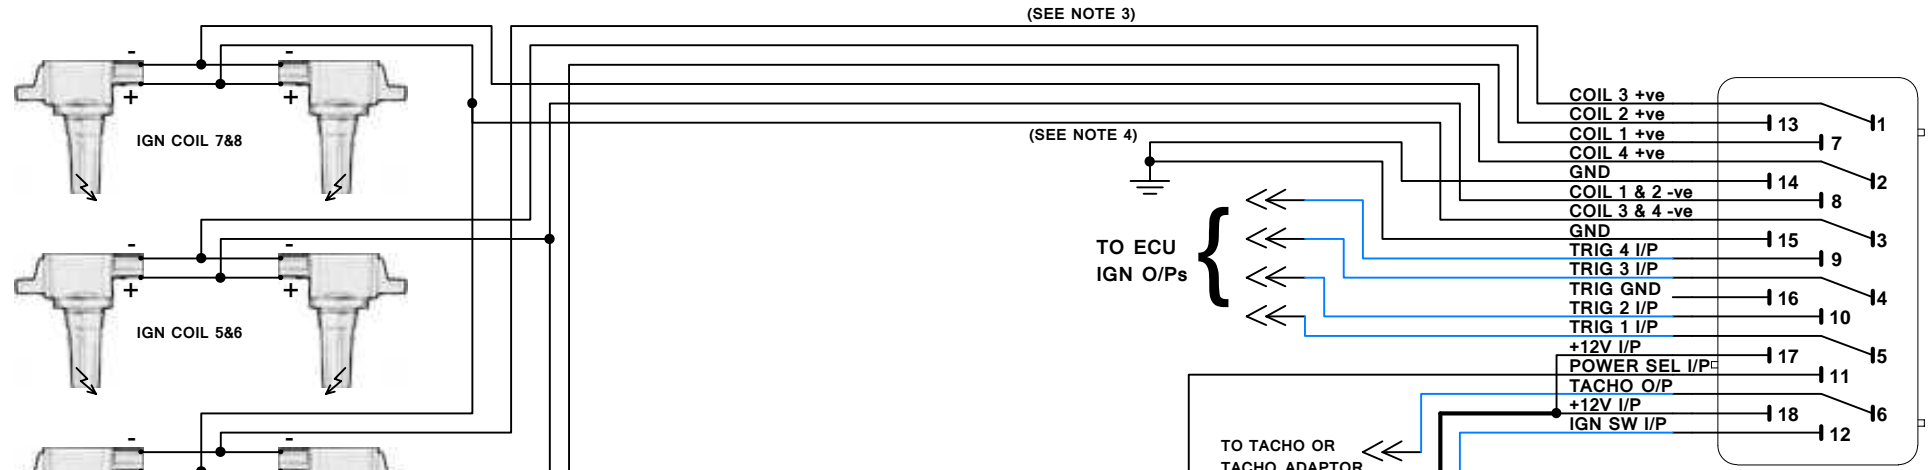 (SEE NOTE 3)
- -
+ +
IGN COIL 7&8
(SEE NOTE 4)
- -
+ +
IGN COIL 5&6
- -
TO ECU
IGN O/Ps
{
TO TACHO OR
TACHO ADAPTOR
COIL 3 +ve 1
COIL 2 +ve 13
COIL 1 +ve 7
COIL 4 +ve 2
GND 14
COIL 1 & 2 -ve 8
COIL 3 & 4 -ve 3
GND 15
TRIG 4 I/P 9
TRIG 3 I/P 4
TRIG GND 16
TRIG 2 I/P 10
TRIG 1 I/P 5
+12V I/P 17
POWER SEL I/P 11
TACHO O/P 6
+12V I/P 18
IGN SW I/P 12